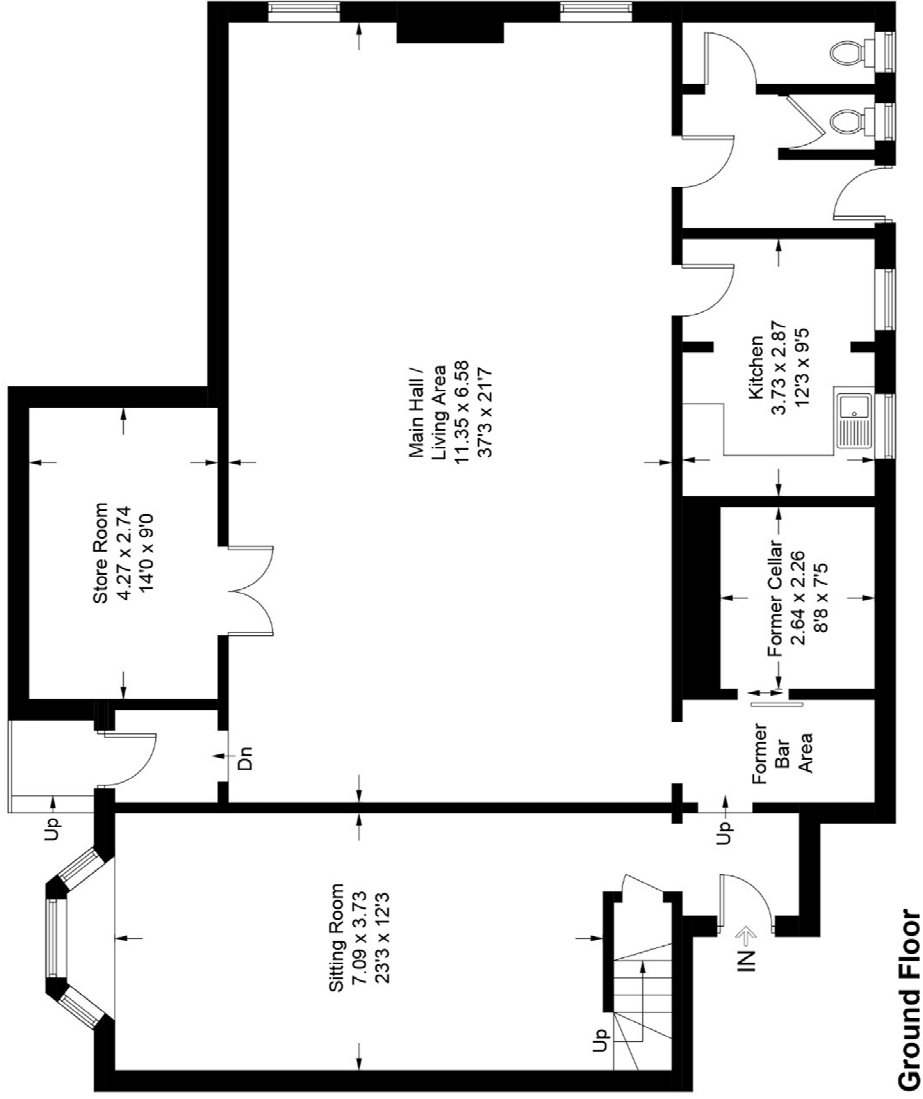 Store Room
4.27 x 2.74
14'0 x 9'0
Main Hall /
Living Area
11.35 x 6.58
37'3 x 21'7
Kitchen
3.73 x 2.87
12'3 x 9'5
Former Cellar
2.64 x 2.26
8'8 x 7'5
Former
Bar
Area
Dn
Up
Up
Sitting Room
7.09 x 3.73
23'3 x 12'3
Up
IN
Ground Floor